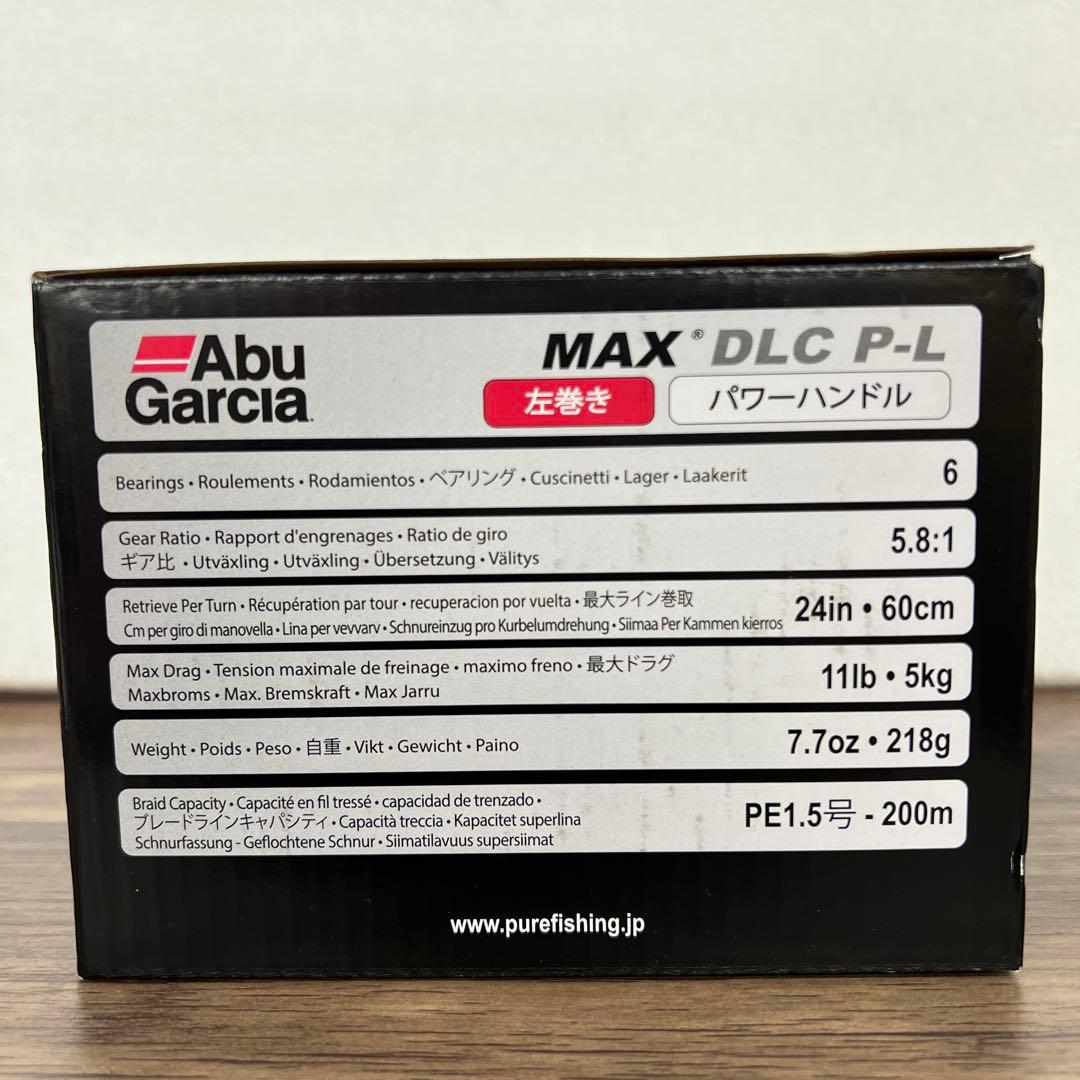 Abu
Garcia
MAX® DLC P-L
左巻き パワーハンドル
Bearings • Roulements • Rodamientos • ベアリング • Cuscinetti • Lager • Laakerit 6
Gear Ratio • Rapport d'engrenages • Ratio de giro
ギア比 • Utväxling • Utväxling • Übersetzung • Välitys 5.8:1
Retrieve Per Turn • Récupération par tour • recuperacion por vuelta • 最大ライン巻取
Cm per giro di manovella • Lina per vevvarv • Schnureinzug pro Kurbelumdrehung • Siimaa Per Kammen kierros 24in • 60cm
Max Drag • Tension maximale de freinage • maximo freno • 最大ドラグ
Maxbroms • Max. Bremskraft • Max Jarru 11lb • 5kg
Weight • Poids • Peso • 自重 • Vikt • Gewicht • Paino 7.7oz • 218g
Braid Capacity • Capacité en fil tressé • capacidad de trenzado •
ブレードラインキャパシティ • Capacità treccia • Kapacitet superlina
Schnurfassung - Geflochtene Schnur • Siimatilavuus supersiimat PE1.5号 - 200m
www.purefishing.jp